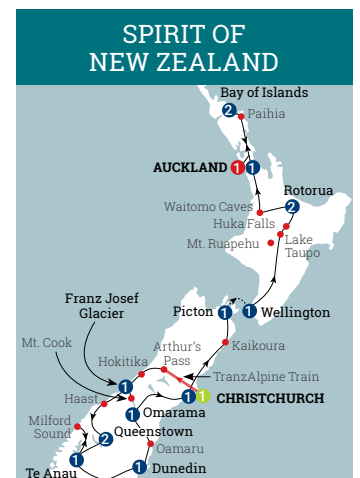 SPIRIT OF
NEW ZEALAND
Bay of Islands
2
Paihia
AUCKLAND 1 1
Rotorua
Waitomo Caves
2
Huka Falls
Mt. Ruapehu
Lake
Taupo
Franz Josef
Glacier
Picton 1
1 Wellington
Mt. Cook
Arthur's
Pass
Kaikoura
Hokitika
TranzAlpine Train
1
Haast
1
Omarama
1 1 CHRISTCHURCH
Milford
Sound
2
Queenstown
Oamaru
Te Anau
1
1
Dunedin